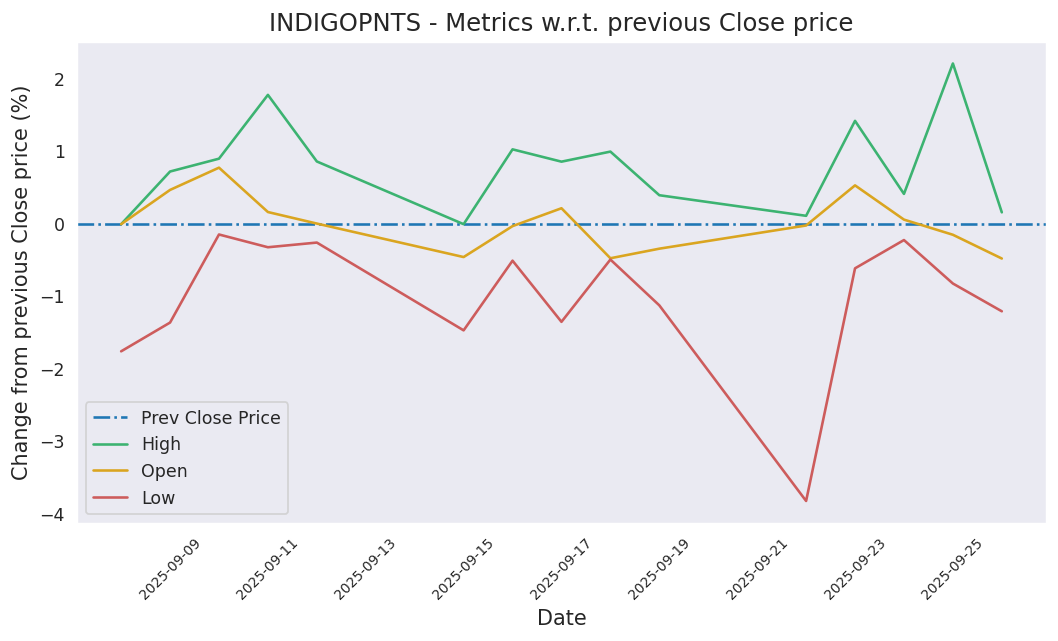 INDIGOPNTS - Metrics w.r.t. previous Close price
Change from previous Close price (%)
2
1
0
−1
−2
−3
−4
Prev Close Price
High
Open
Low
2025-09-09
2025-09-11
2025-09-13
2025-09-15
2025-09-17
2025-09-19
2025-09-21
2025-09-23
2025-09-25
Date